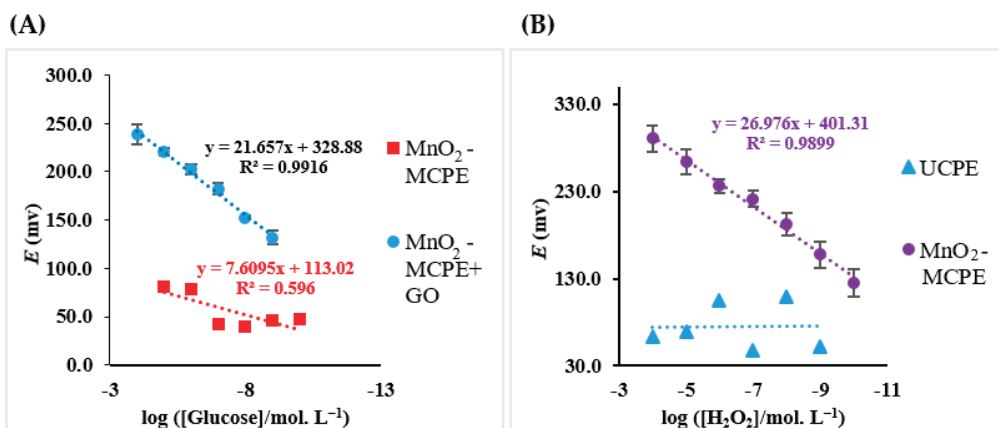 (A)
300.0
250.0
200.0
150.0
100.0
50.0
0.0
E (mv)
y = 21.657x + 328.88
R² = 0.9916
y = 7.6095x + 113.02
R² = 0.596
MnO₂ -
MCPE
MnO₂ -
MCPE+
GO
-3
-8
-13
log ([Glucose]/mol. L⁻¹)
(B)
330.0
230.0
130.0
30.0
E (mv)
y = 26.976x + 401.31
R² = 0.9899
UCPE
MnO₂-
MCPE
-3
-5
-7
-9
-11
log ([H₂O₂]/mol. L⁻¹)